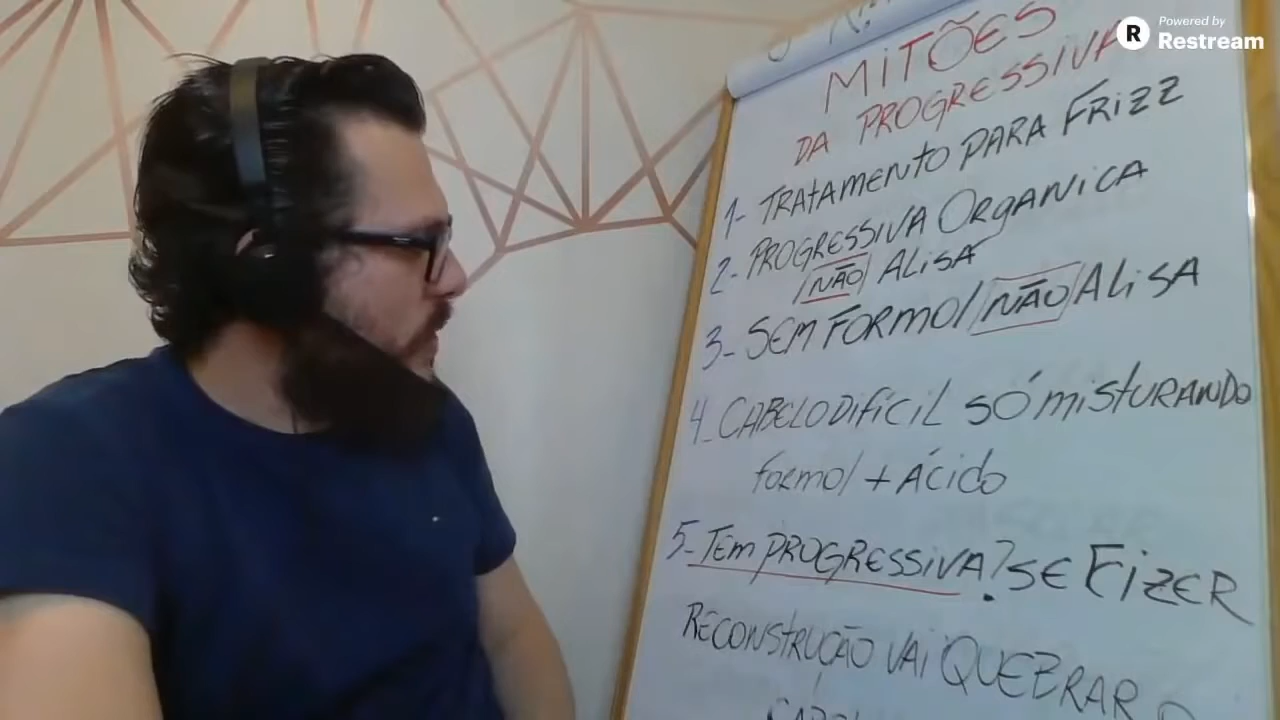 Powered by
Restream
MITÕES
DA PROGRESSIVA
1- TRATAMENTO PARA FRIZZ
2- PROGRESSIVA ORGANICA
NÃO ALISA
3- SEM FORMOL NÃO ALISA
4- CABELO DIFÍCIL SÓ MISTURANDO
FORMOL + ÁCIDO
5- TEM PROGRESSIVA? SE FIZER
RECONSTRUÇÃO VAI QUEBRAR